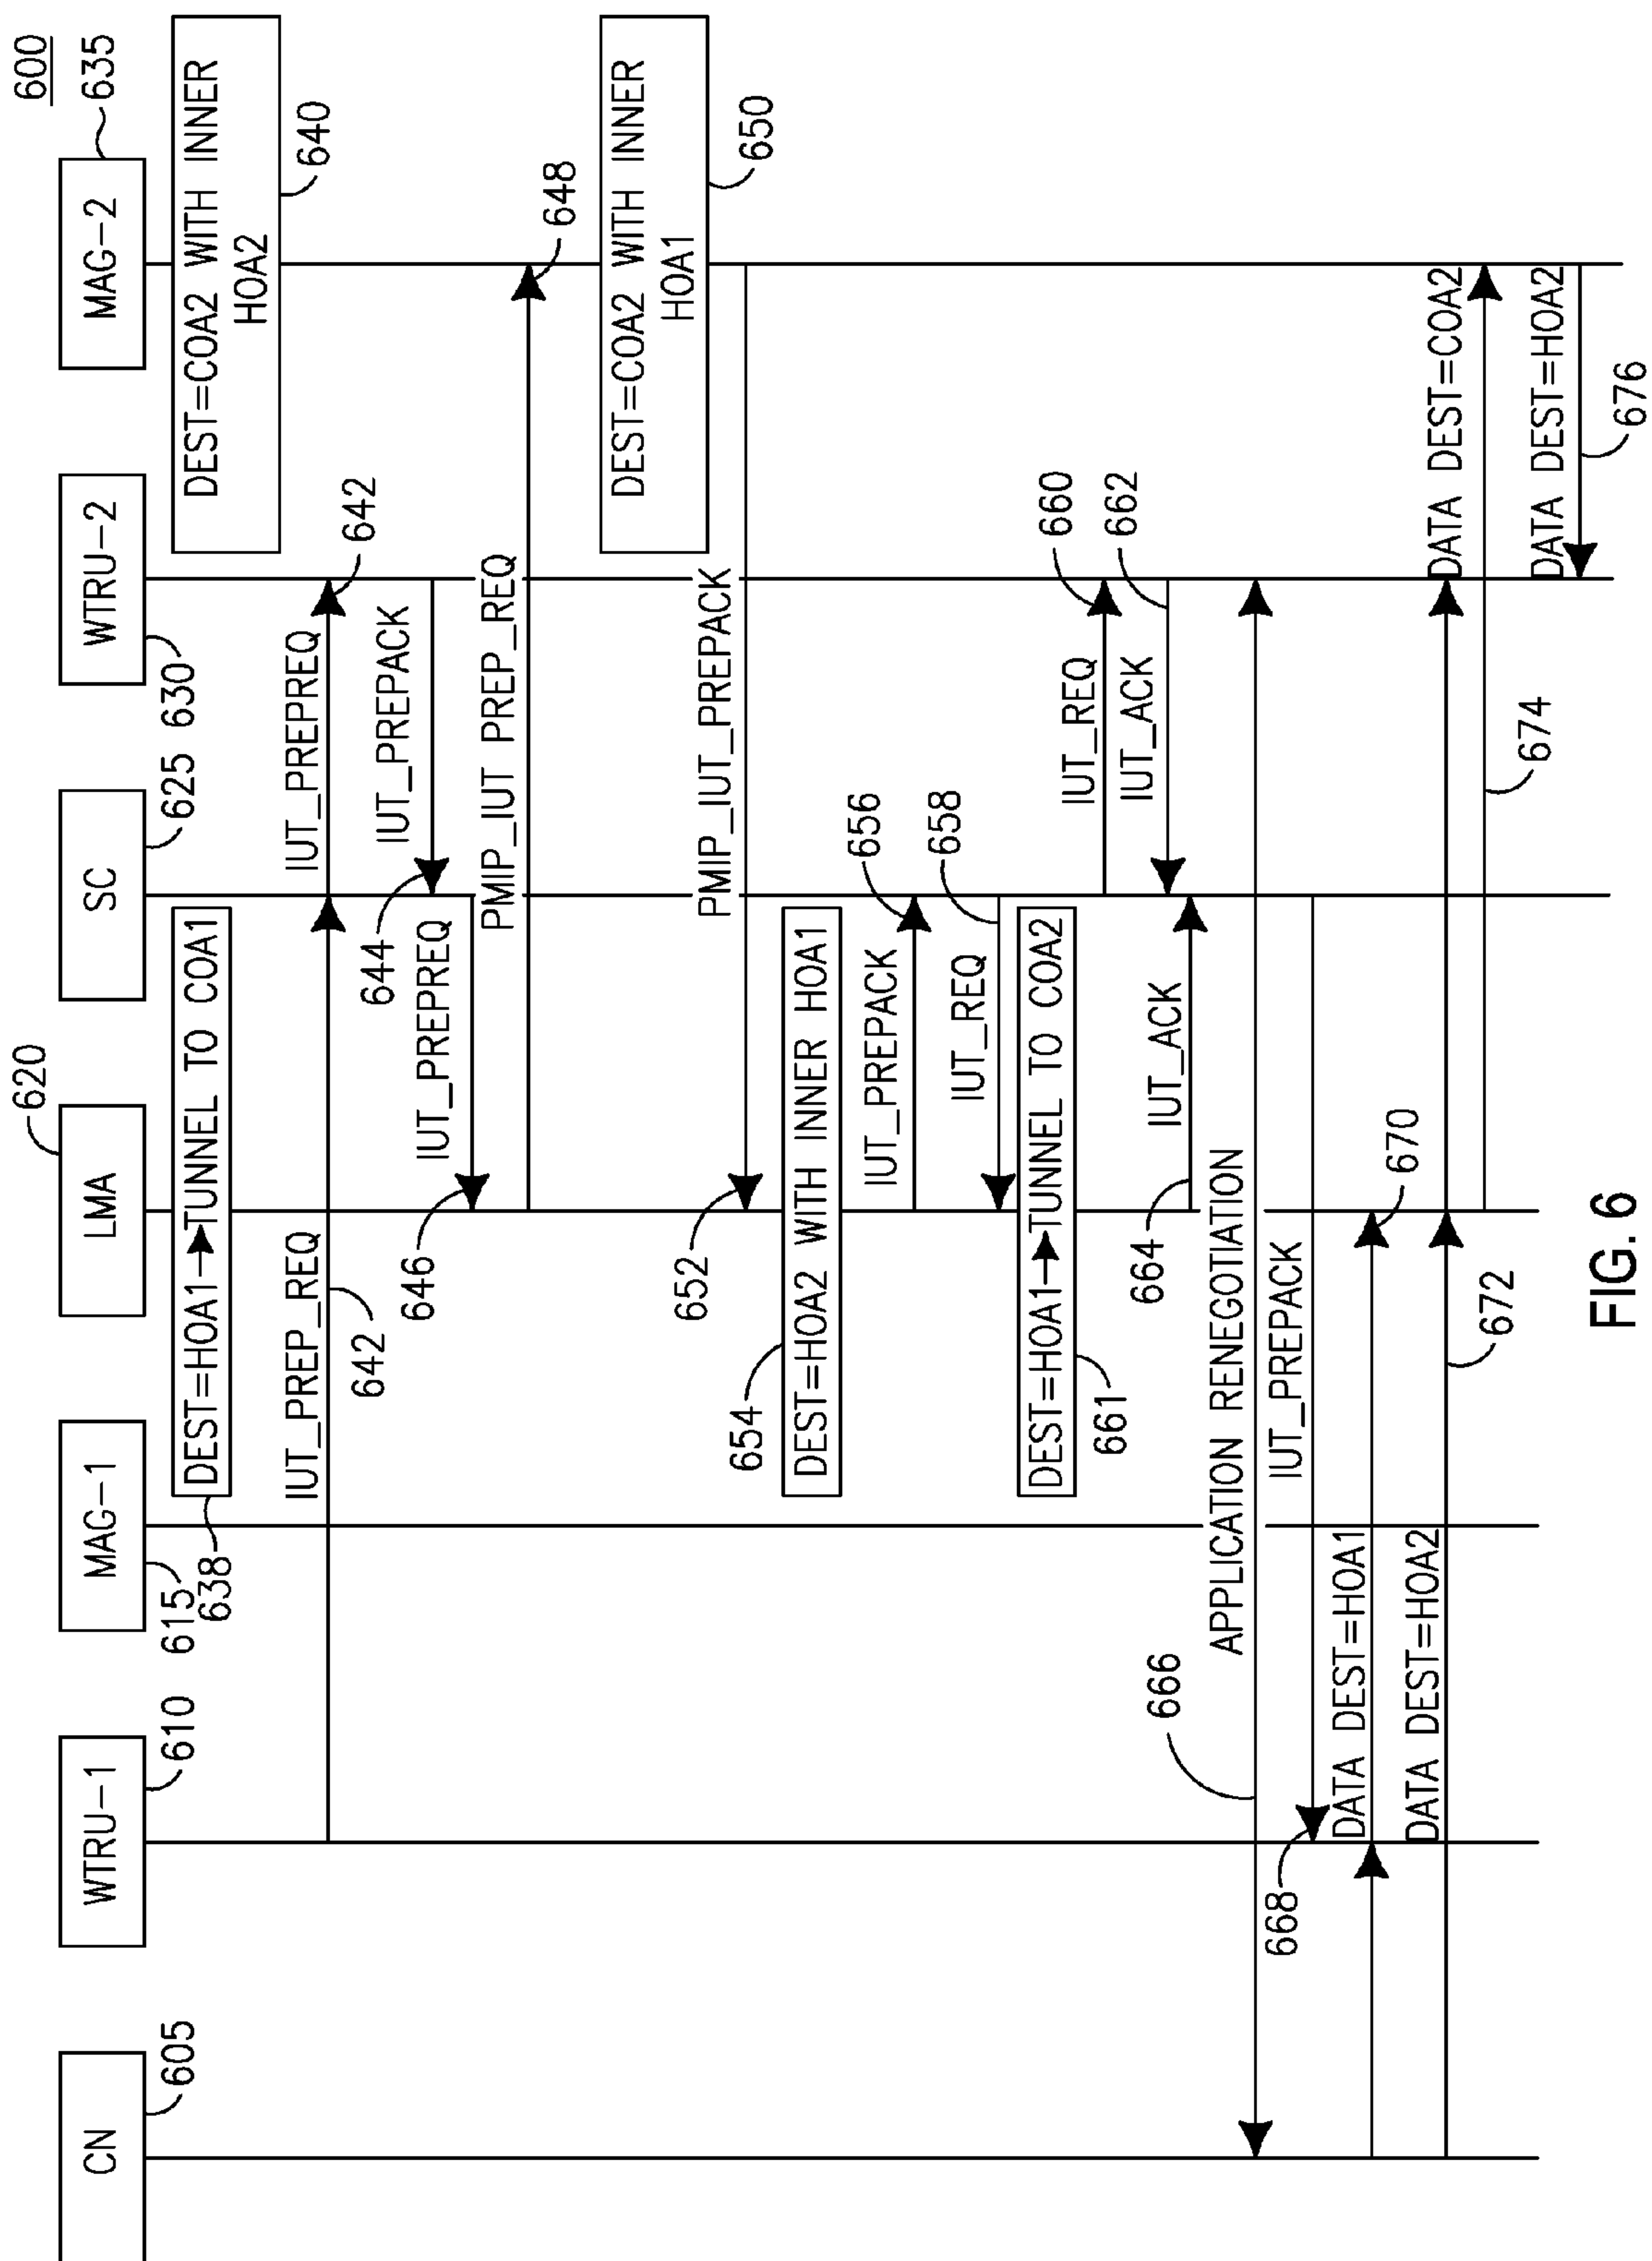 600
CN
605
WTRU-1
610
MAG-1
615
LMA
620
SC
625
WTRU-2
630
MAG-2
635
DEST=HOA1→TUNNEL TO COA1
638
DEST=COA2 WITH INNER
HOA2
640
IUT_PREP_REQ
642
IUT_PREPREQ
642
IUT_PREPACK
644
IUT_PREPREQ
646
PMIP_IUT PREP_REQ
648
DEST=COA2 WITH INNER
HOA1
650
PMIP_IUT_PREPACK
652
DEST=HOA2 WITH INNER HOA1
654
IUT_PREPACK
656
IUT_REQ
658
DEST=HOA1→TUNNEL TO COA2
661
IUT_REQ
660
IUT_ACK
662
IUT_ACK
664
APPLICATION RENEGOTIATION
666
IUT_PREPACK
668
DATA DEST=HOA1
670
DATA DEST=HOA2
672
DATA DEST=COA2
674
DATA DEST=HOA2
676
FIG. 6